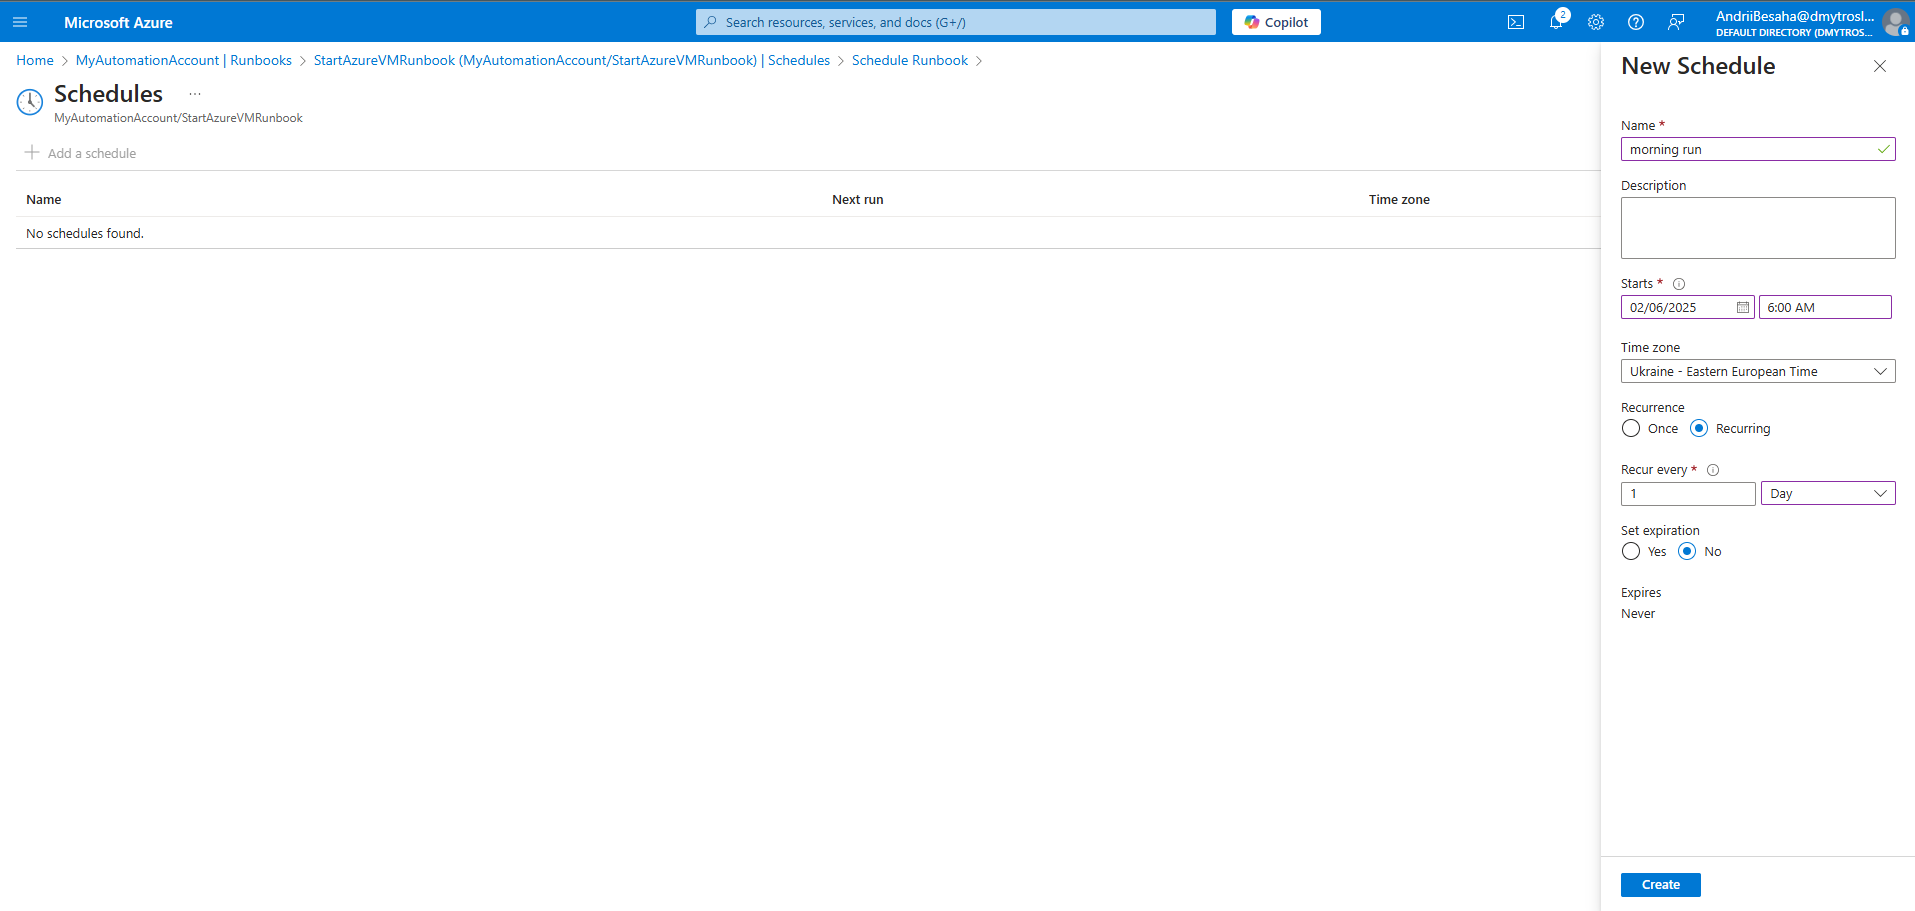 Microsoft Azure
Search resources, services, and docs (G+/)
Copilot
2
AndriiBesaha@dmytrosl...
DEFAULT DIRECTORY (DMYTROS...
Home > MyAutomationAccount | Runbooks > StartAzureVMRunbook (MyAutomationAccount/StartAzureVMRunbook) | Schedules > Schedule Runbook >
Schedules ...
MyAutomationAccount/StartAzureVMRunbook
Add a schedule
Name Next run Time zone
No schedules found.
New Schedule
Name *
morning run
Description
Starts *
02/06/2025 6:00 AM
Time zone
Ukraine - Eastern European Time
Recurrence
Once Recurring
Recur every *
1 Day
Set expiration
Yes No
Expires
Never
Create